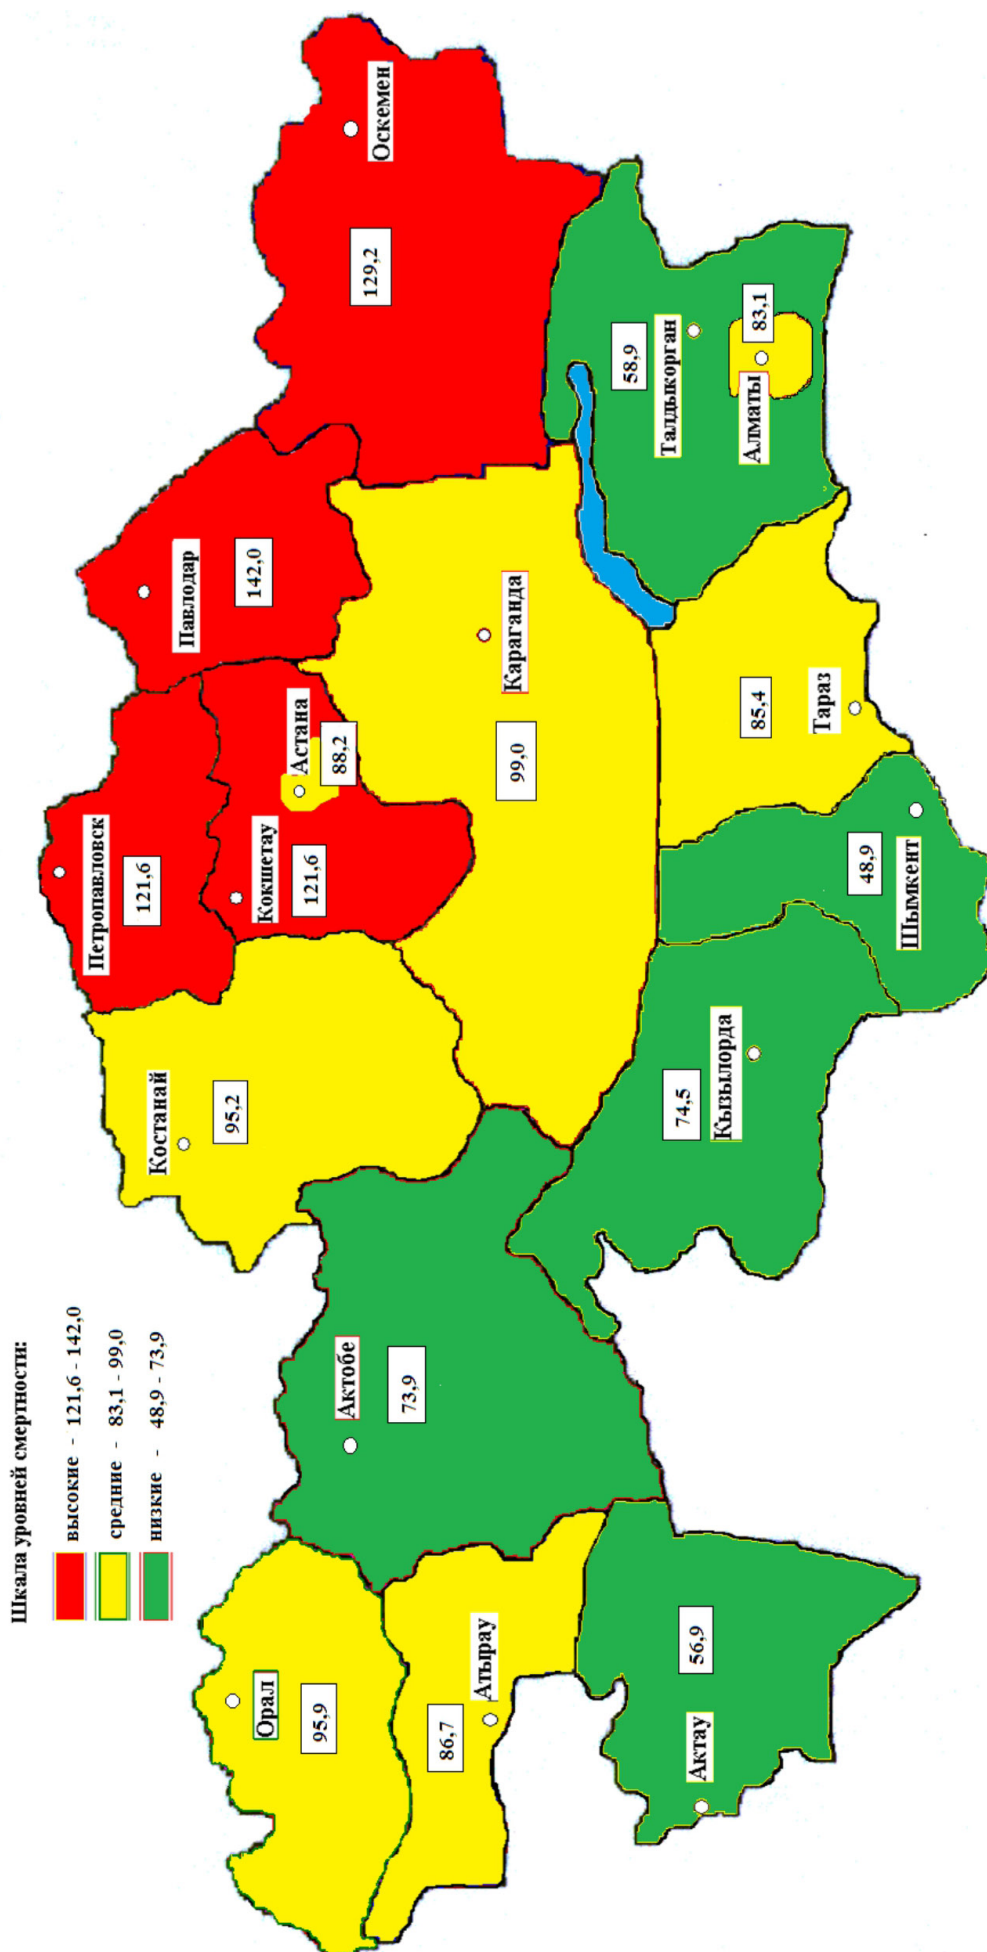 Шкала уровней смертности:
высокие - 121,6 - 142,0
средние - 83,1 - 99,0
низкие - 48,9 - 73,9
Орал
95,9
Атырау
86,7
Актау
56,9
Актобе
73,9
Костанай
95,2
Кызылорда
74,5
Петропавловск
121,6
Кокшетау
121,6
Астана
88,2
Павлодар
142,0
Караганда
99,0
Шымкент
48,9
Тараз
85,4
Оскемен
129,2
Талдыкорган
58,9
Алматы
83,1